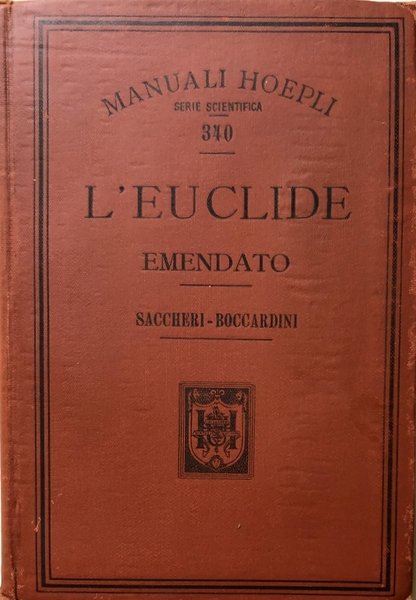 MANUALI HOEPLI
SERIE SCIENTIFICA
340
L'EUCLIDE
EMENDATO
SACCHERI-BOCCARDINI